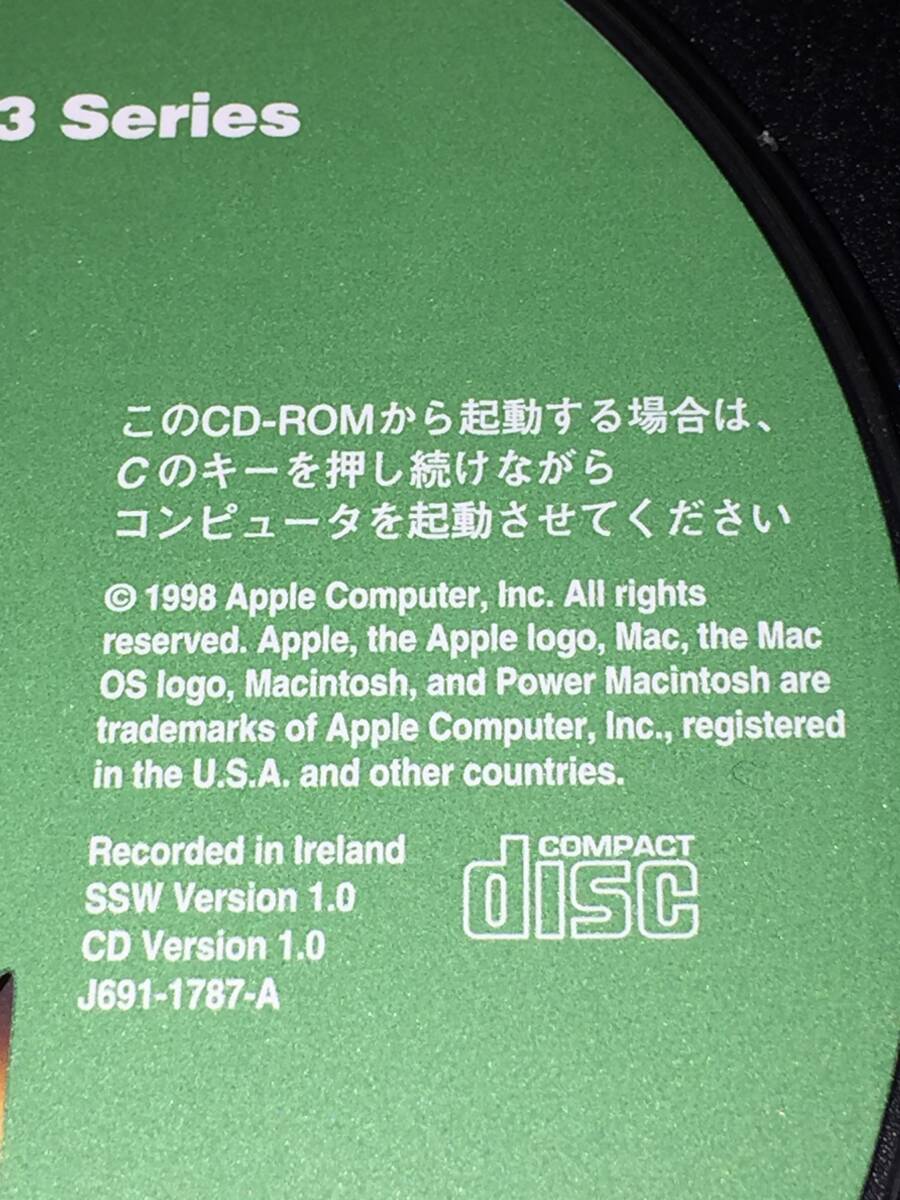 3 Series
このCD-ROMから起動する場合は、
Cのキーを押し続けながら
コンピュータを起動させてください
© 1998 Apple Computer, Inc. All rights
reserved. Apple, the Apple logo, Mac, the Mac
OS logo, Macintosh, and Power Macintosh are
trademarks of Apple Computer, Inc., registered
in the U.S.A. and other countries.
Recorded in Ireland
SSW Version 1.0
CD Version 1.0
J691-1787-A
COMPACT
disc